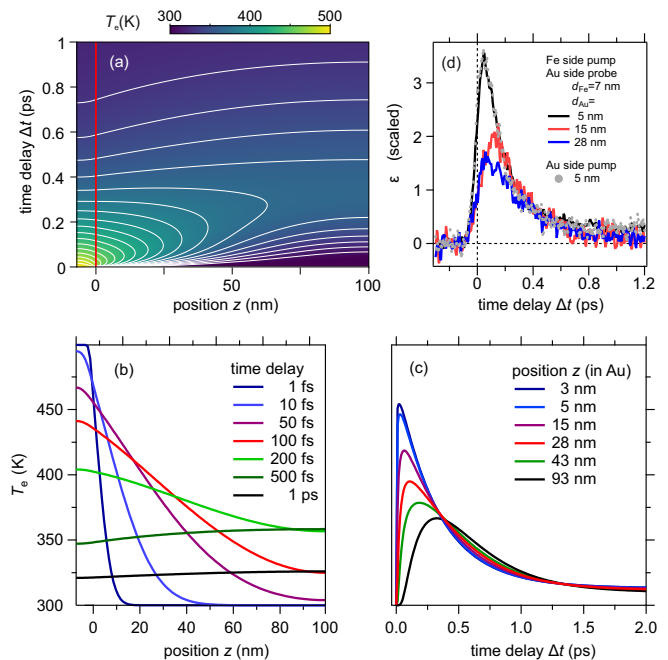 Tₑ(K) 300 400 500
1
0.8
0.6
0.4
0.2
0
time delay Δt (ps)
(a)
0 50 100
position z (nm)
(d)
Fe side pump
Au side probe
d_Fe=7 nm
d_Au=
5 nm
15 nm
28 nm
Au side pump
5 nm
3
2
1
0
ε (scaled)
0 0.4 0.8 1.2
time delay Δt (ps)
(b)
time delay
1 fs
10 fs
50 fs
100 fs
200 fs
500 fs
1 ps
450
400
350
300
Tₑ (K)
0 20 40 60 80 100
position z (nm)
(c)
position z (in Au)
3 nm
5 nm
15 nm
28 nm
43 nm
93 nm
0.0 0.5 1.0 1.5 2.0
time delay Δt (ps)